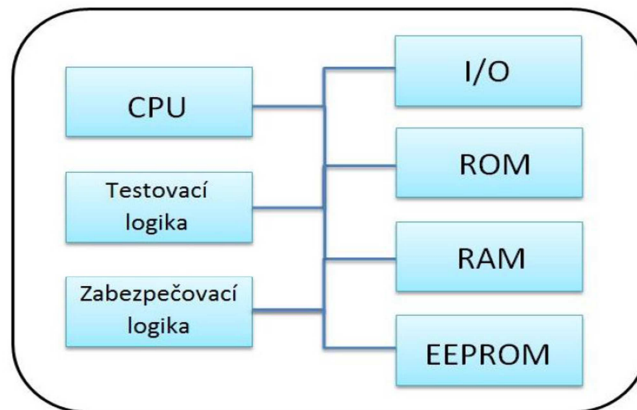 CPU
Testovací
logika
Zabezpečovací
logika
I/O
ROM
RAM
EEPROM